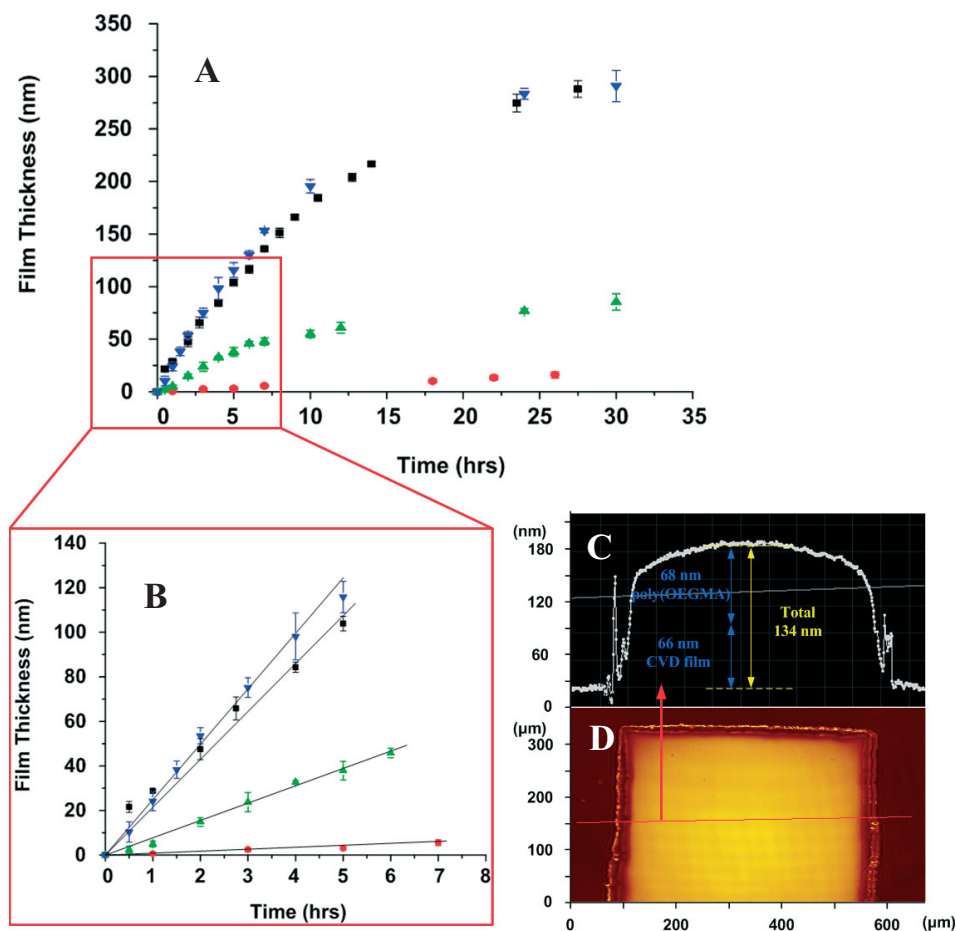 A
Film Thickness (nm)
350
300
250
200
150
100
50
0
0 5 10 15 20 25 30 35
Time (hrs)
B
Film Thickness (nm)
140
120
100
80
60
40
20
0
0 1 2 3 4 5 6 7 8
Time (hrs)
C
(nm)
180
120
60
0
68 nm
poly(OEGMA)
66 nm
CVD film
Total
134 nm
D
(μm)
300
200
150
100
0
0 200 400 600 (μm)